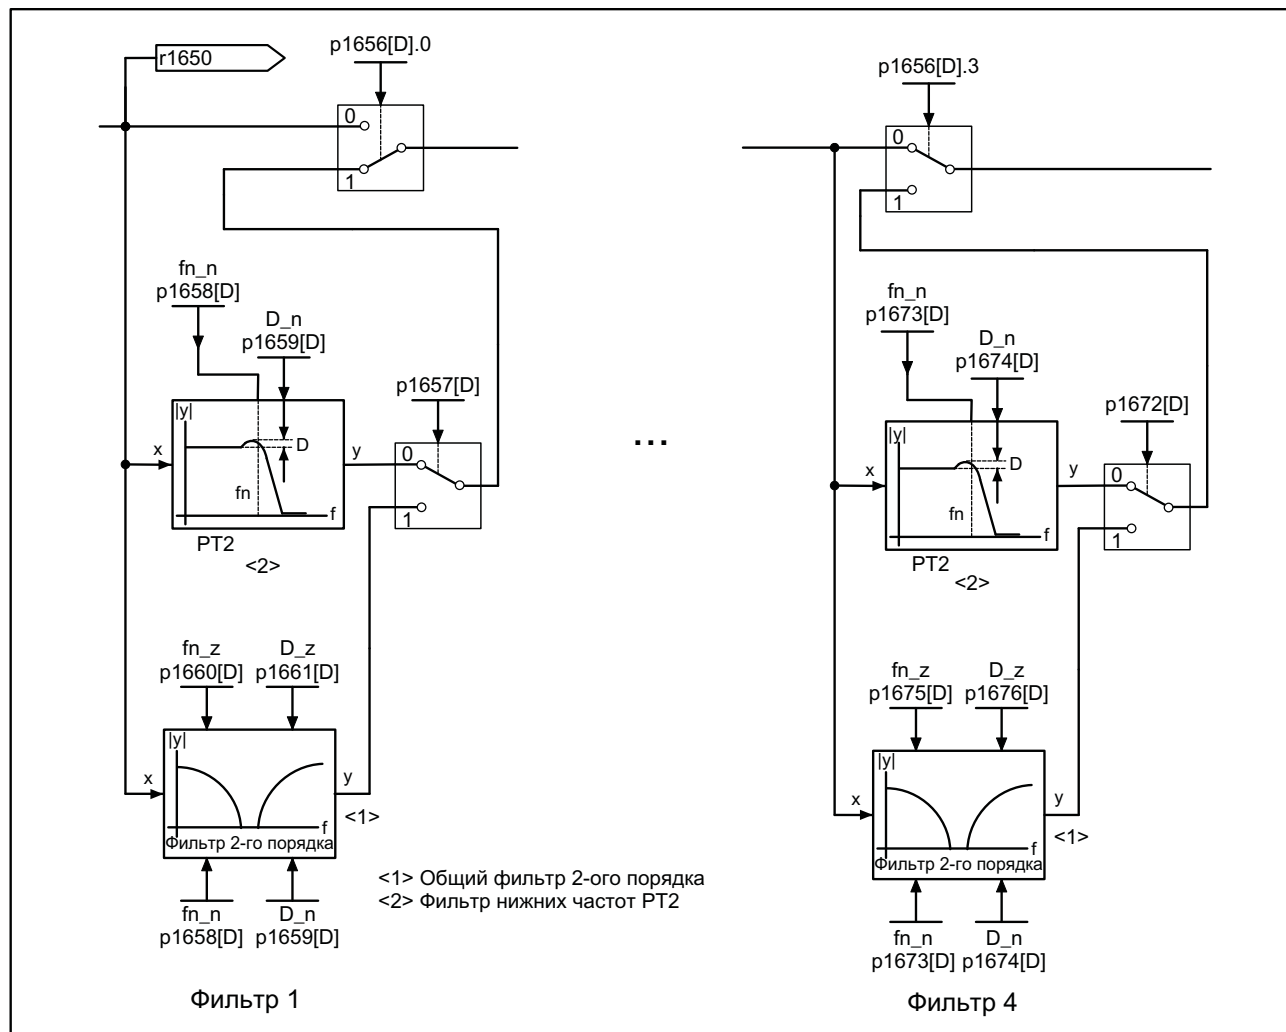 r1650
p1656[D].0
0
1
fn_n
p1658[D]
D_n
p1659[D]
p1657[D]
|y|
x
D
fn
f
y
0
1
PT2
<2>
fn_z
p1660[D]
D_z
p1661[D]
|y|
x
y
f
Фильтр 2-го порядка
<1>
fn_n
p1658[D]
D_n
p1659[D]
<1> Общий фильтр 2-ого порядка
<2> Фильтр нижних частот PT2
Фильтр 1
...
p1656[D].3
0
1
fn_n
p1673[D]
D_n
p1674[D]
p1672[D]
|y|
x
D
fn
f
y
0
1
PT2
<2>
fn_z
p1675[D]
D_z
p1676[D]
|y|
x
y
f
Фильтр 2-го порядка
<1>
fn_n
p1673[D]
D_n
p1674[D]
Фильтр 4